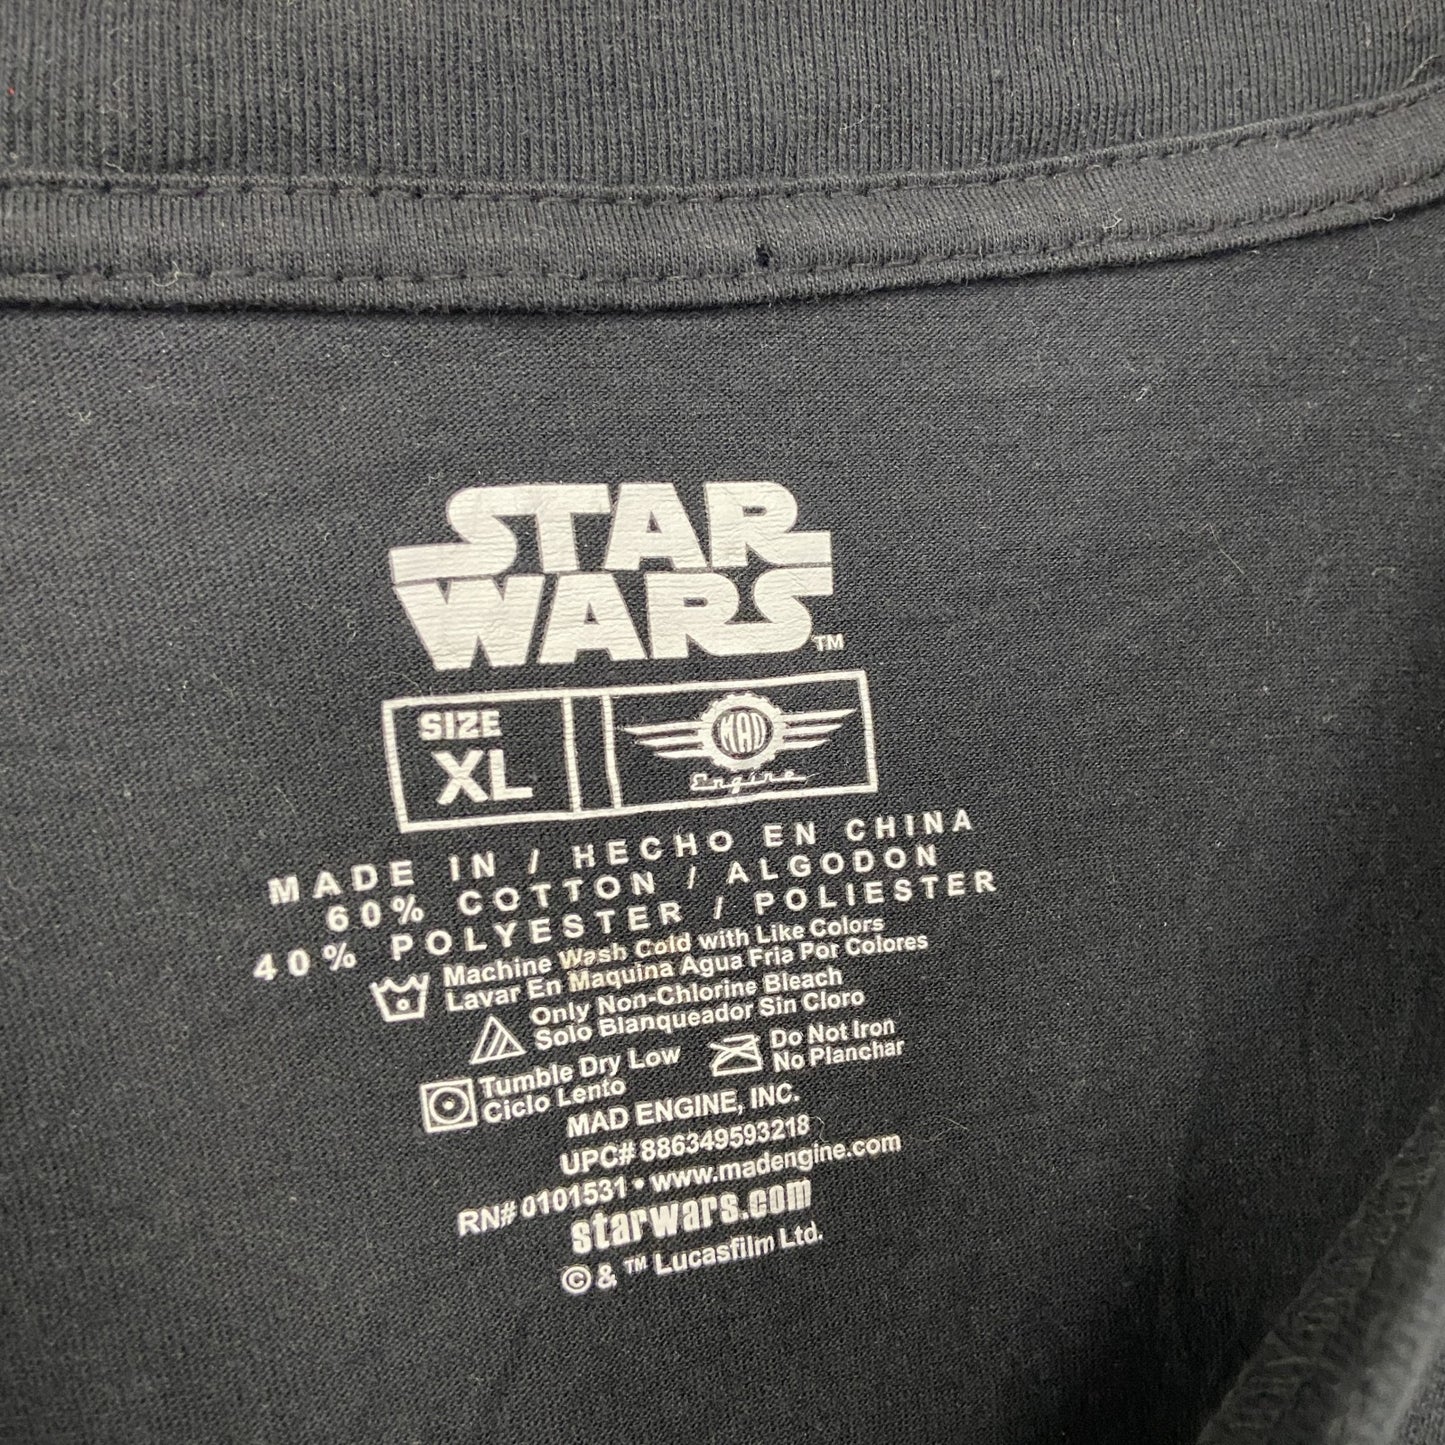 STAR
WARS™
SIZE
XL
MAD
Engine
MADE IN / HECHO EN CHINA
60% COTTON / ALGODON
40% POLYESTER / POLIESTER
Machine Wash Cold with Like Colors
Lavar En Maquina Agua Fria Por Colores
Only Non-Chlorine Bleach
Solo Blanqueador Sin Cloro
Tumble Dry Low
Ciclo Lento
Do Not Iron
No Planchar
MAD ENGINE, INC.
UPC# 886349593218
RN# 0101531 • www.madengine.com
starwars.com
© & ™ Lucasfilm Ltd.